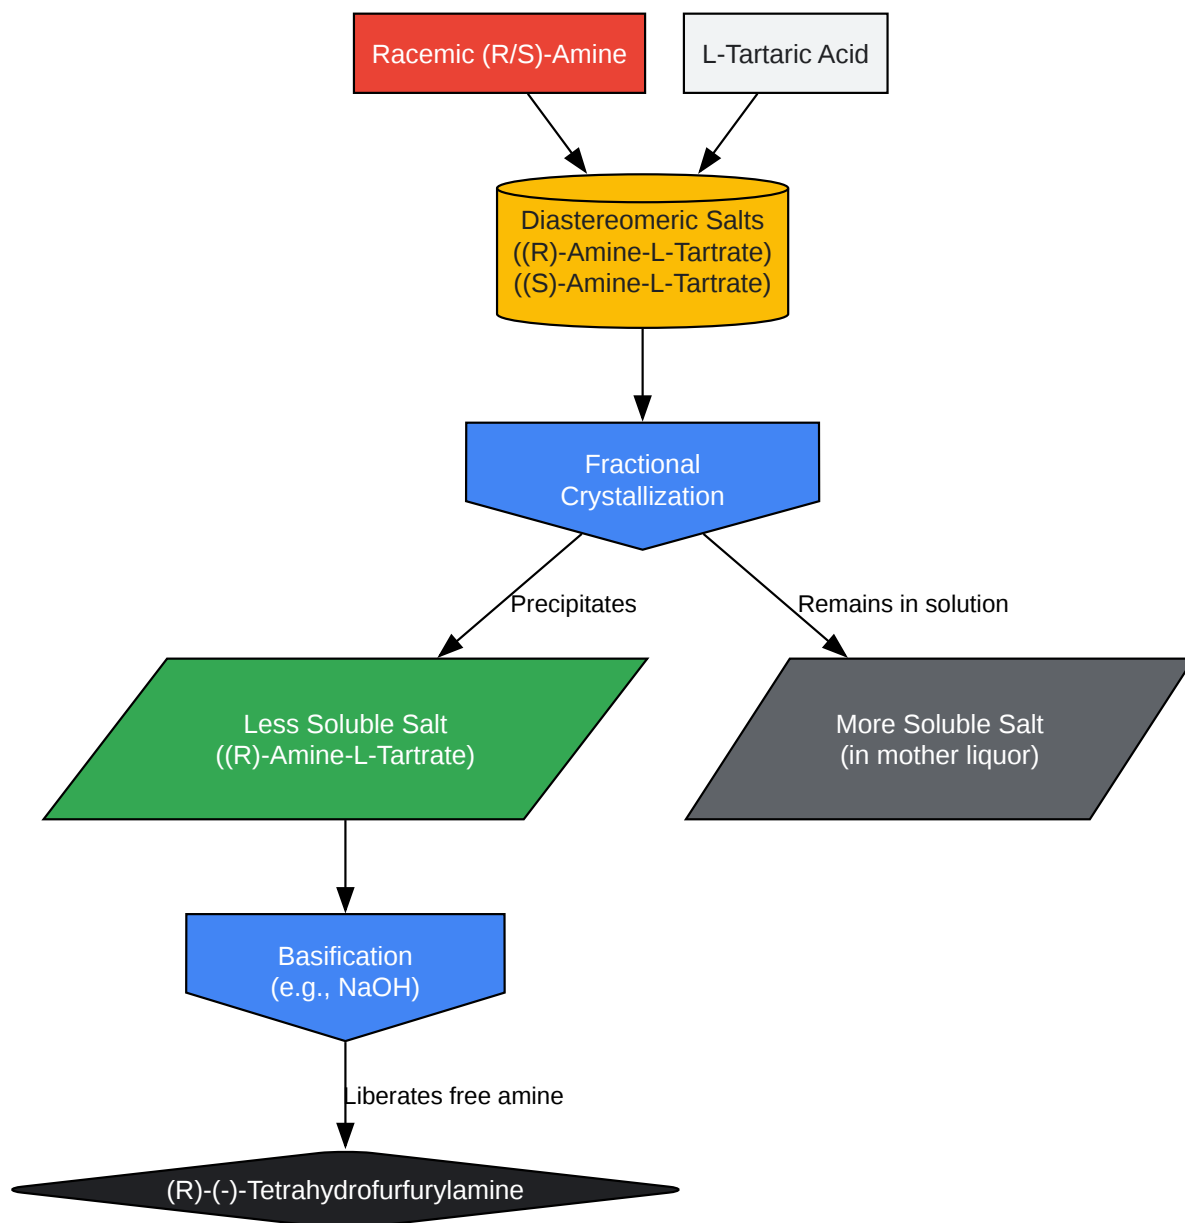 Racemic (R/S)-Amine
L-Tartaric Acid
Diastereomeric Salts
((R)-Amine-L-Tartrate)
((S)-Amine-L-Tartrate)
Fractional
Crystallization
Precipitates
Remains in solution
Less Soluble Salt
((R)-Amine-L-Tartrate)
More Soluble Salt
(in mother liquor)
Basification
(e.g., NaOH)
Liberates free amine
(R)-(-)-Tetrahydrofurfurylamine